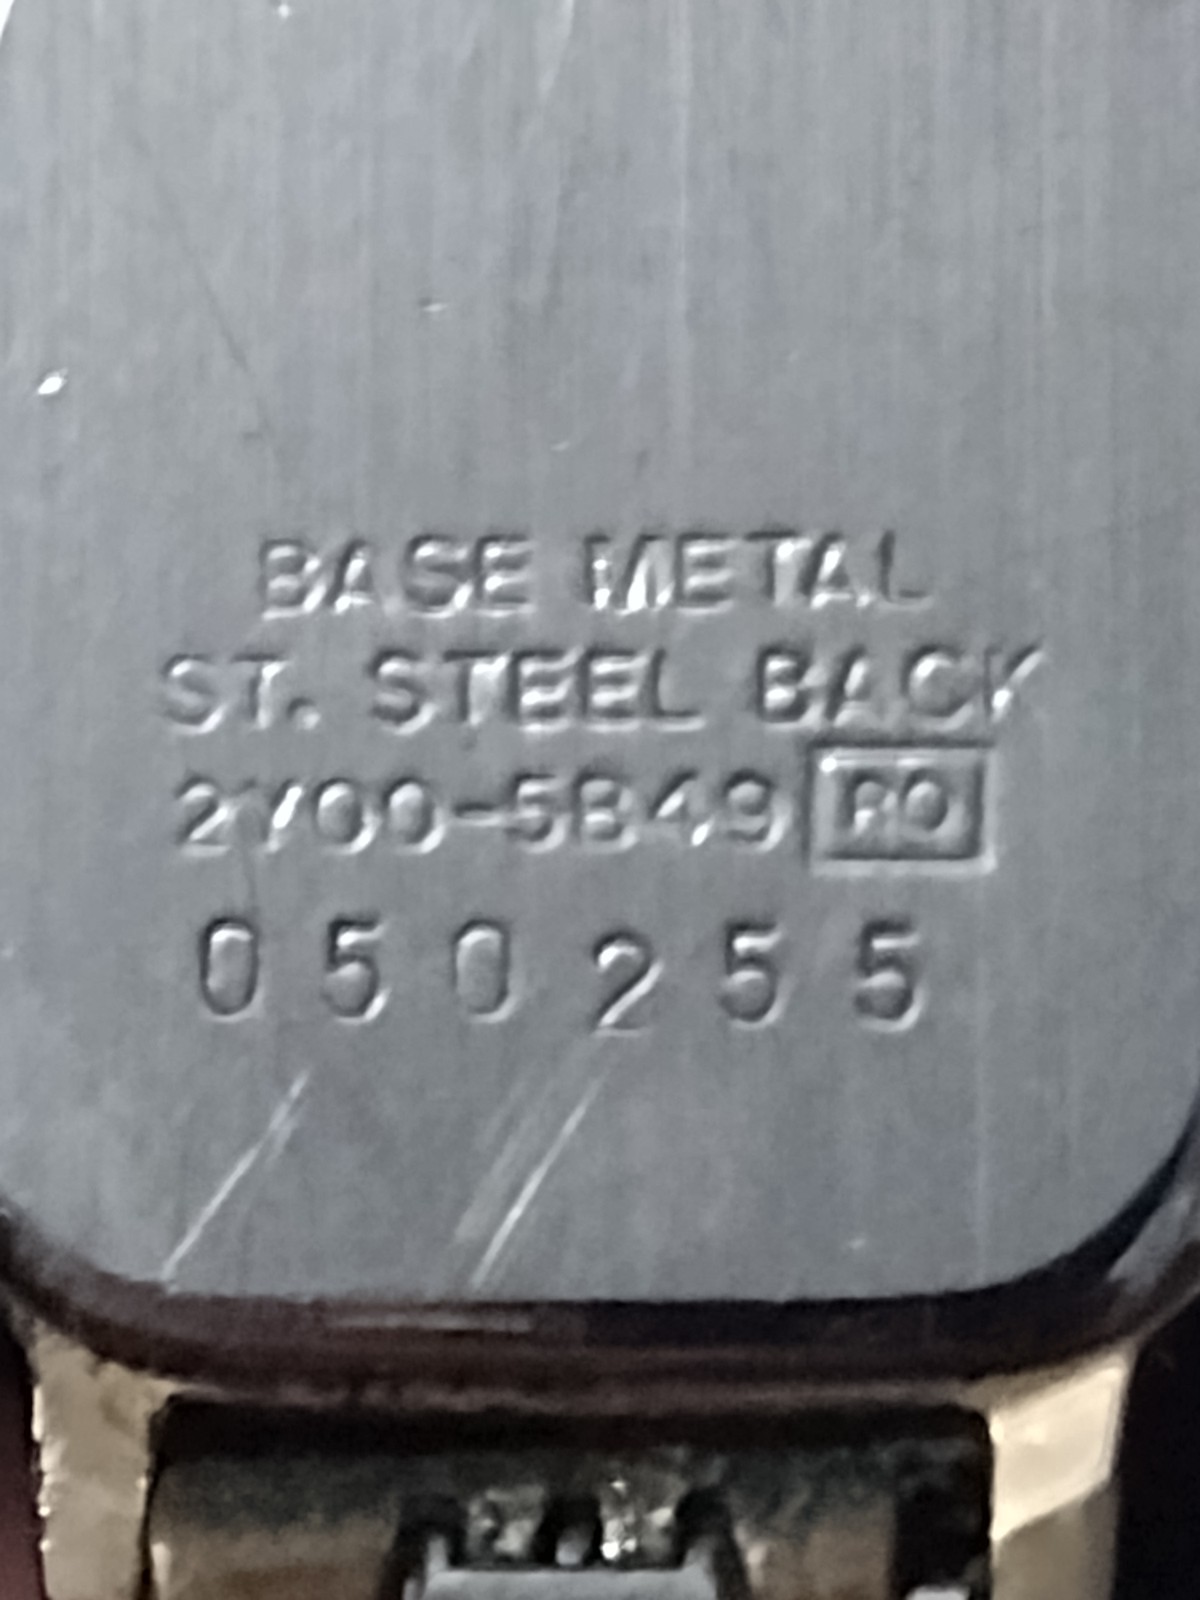 BASE METAL
ST. STEEL BACK
2Y00-5B49 RO
050255